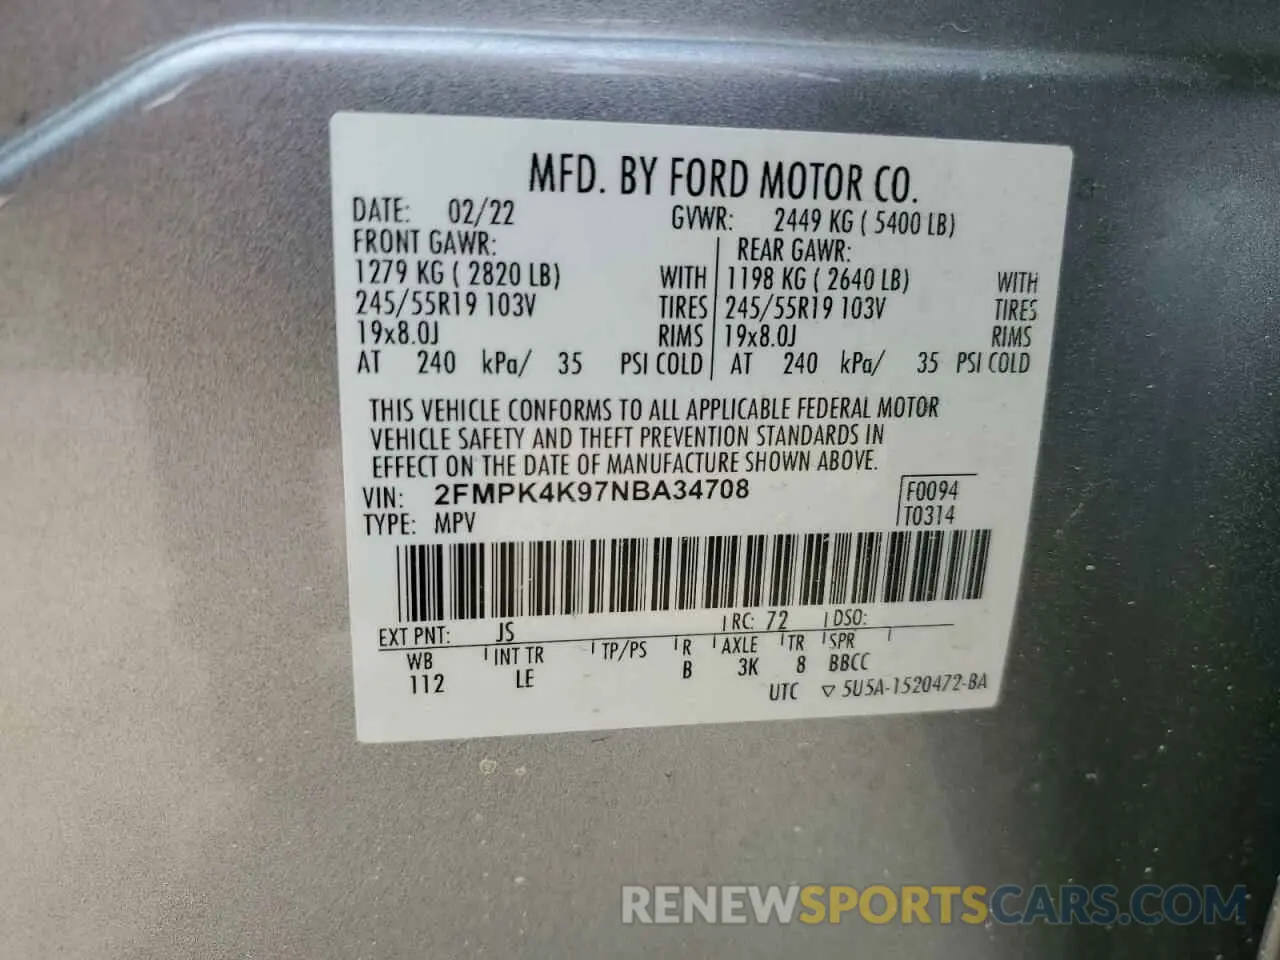 MFD. BY FORD MOTOR CO.
DATE: 02/22 GVWR: 2449 KG ( 5400 LB)
FRONT GAWR: REAR GAWR:
1279 KG ( 2820 LB) WITH 1198 KG ( 2640 LB) WITH
245/55R19 103V TIRES 245/55R19 103V TIRES
19x8.0J RIMS 19x8.0J RIMS
AT 240 kPa/ 35 PSI COLD AT 240 kPa/ 35 PSI COLD
THIS VEHICLE CONFORMS TO ALL APPLICABLE FEDERAL MOTOR
VEHICLE SAFETY AND THEFT PREVENTION STANDARDS IN
EFFECT ON THE DATE OF MANUFACTURE SHOWN ABOVE.
VIN: 2FMPK4K97NBA34708 F0094
TYPE: MPV T0314
EXT PNT: JS RC: 72 DSO:
WB INT TR TP/PS R AXLE TR SPR
112 LE B 3K 8 BBCC
UTC ▽ 5U5A-1520472-BA
RENEWSPORTSCARS.COM